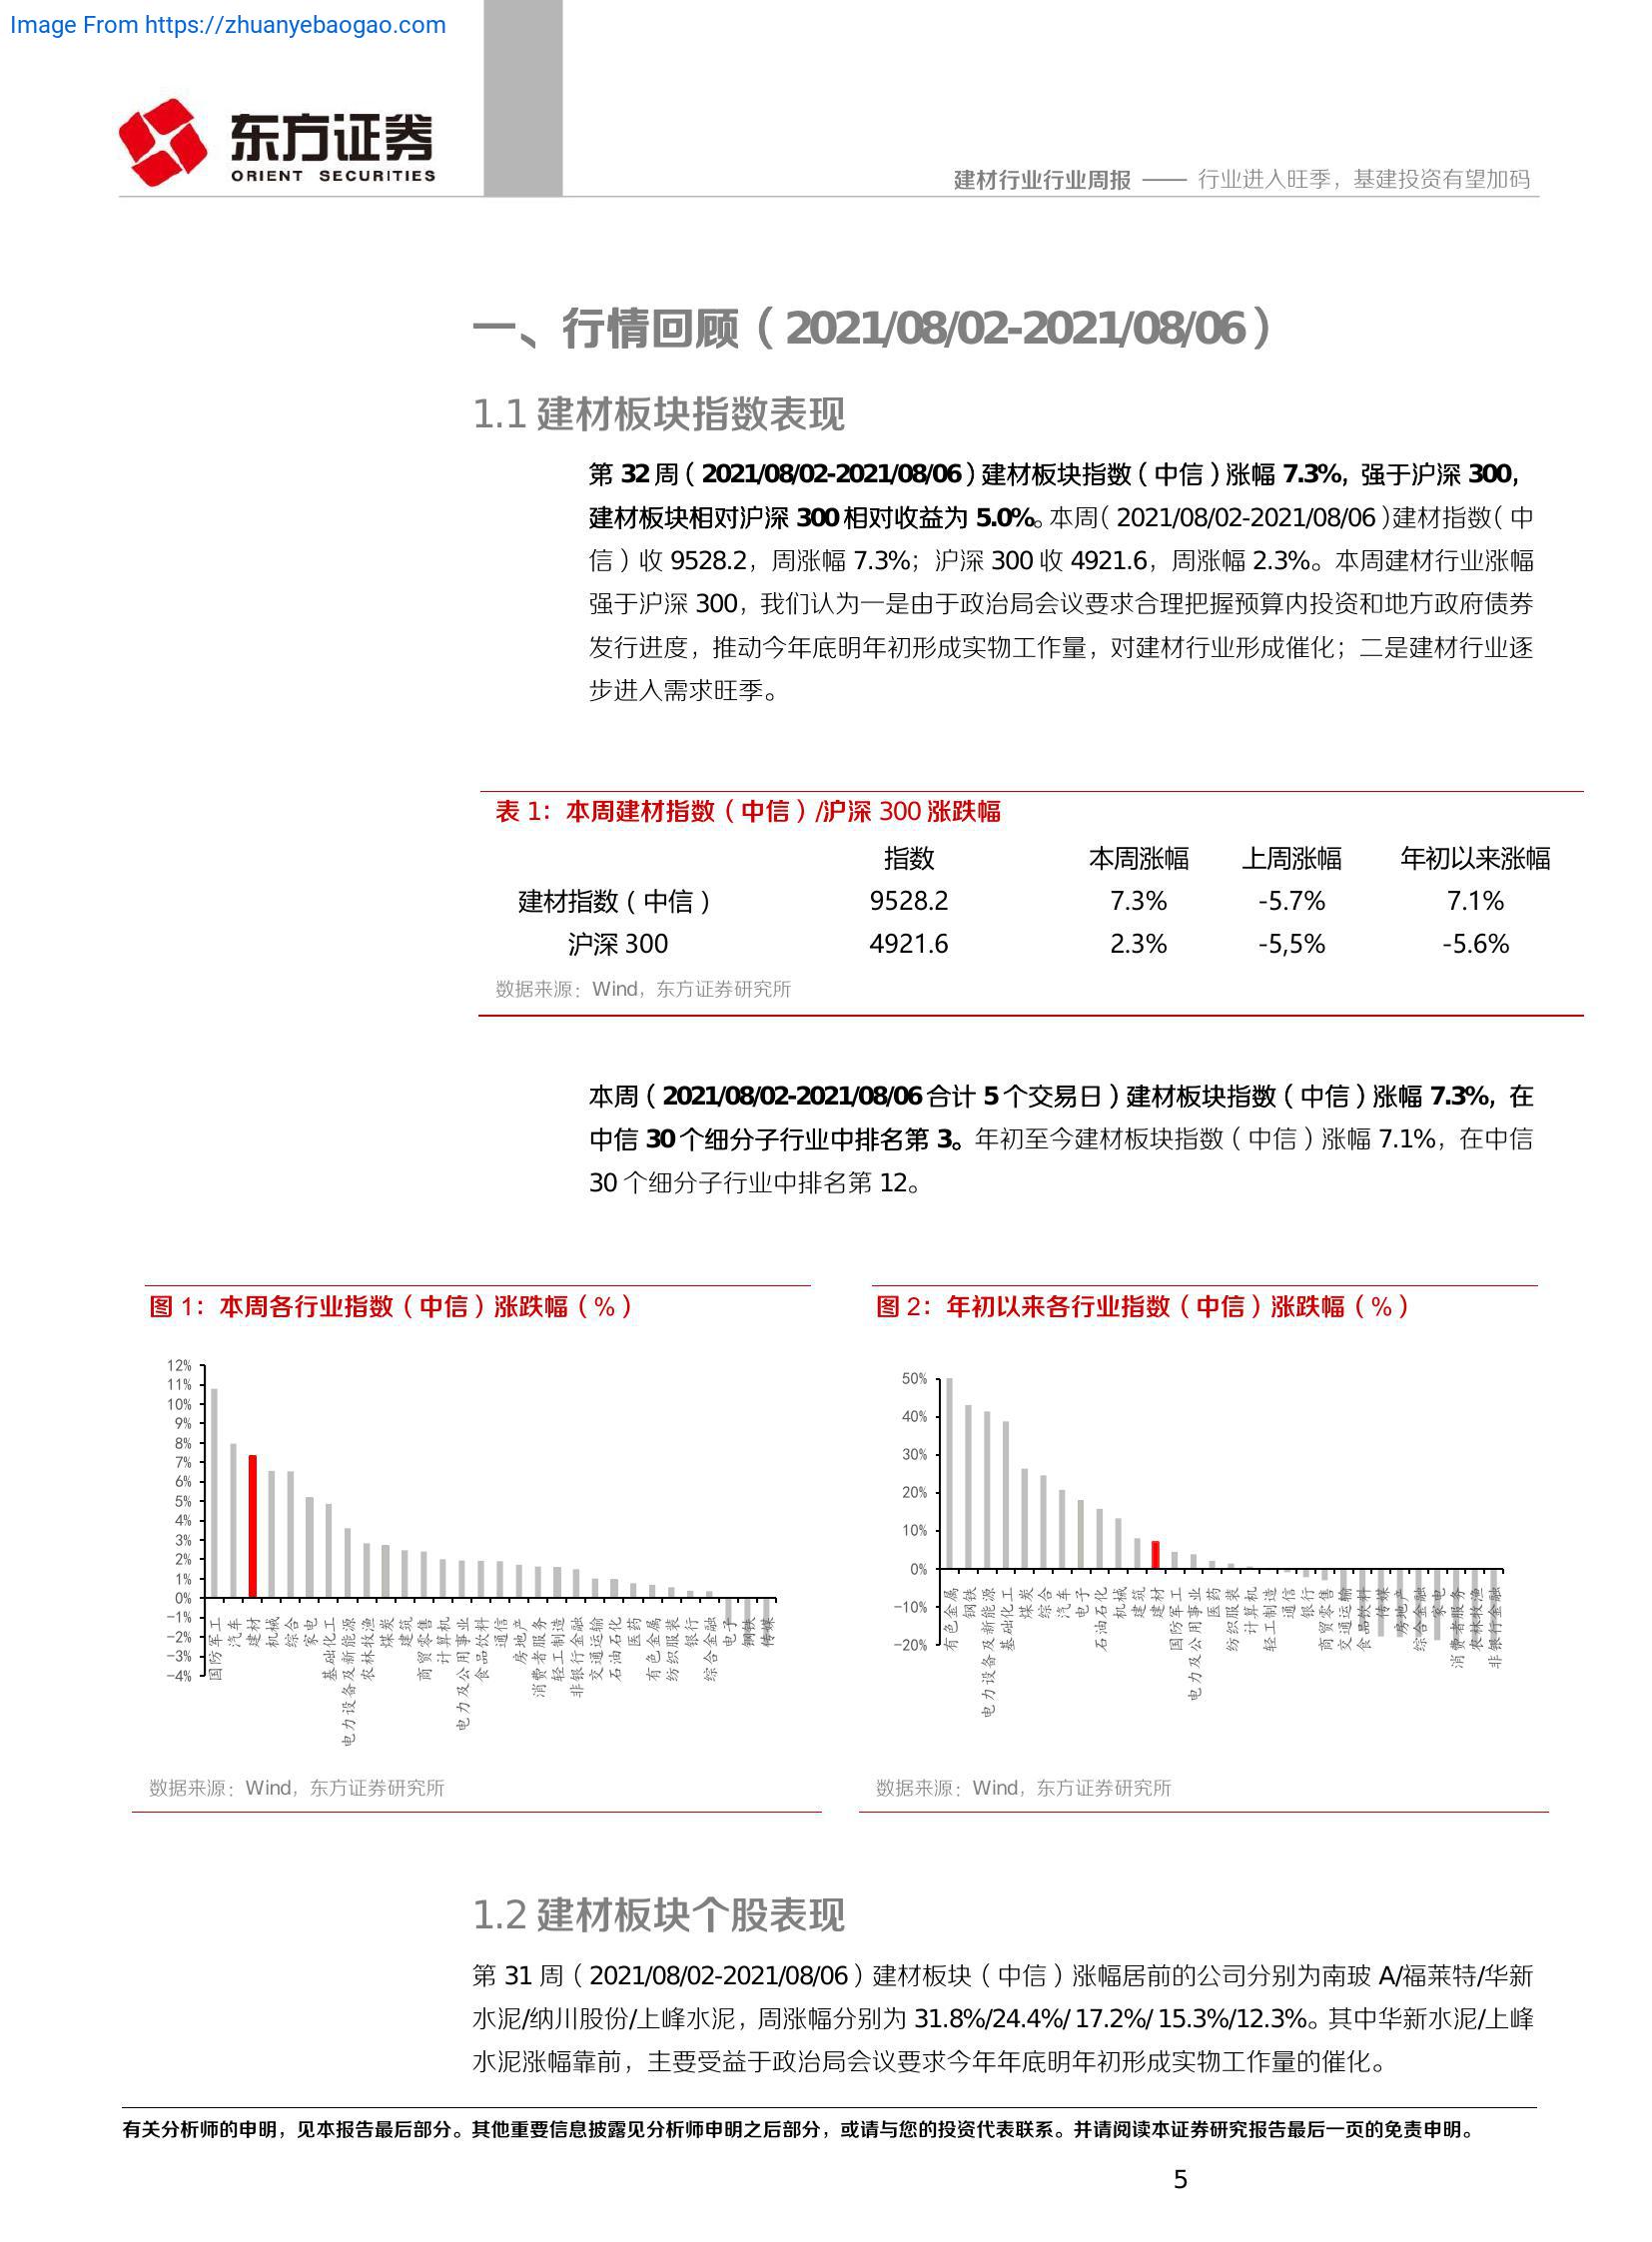 Image From https://zhuanyebaogao.com
东方证券
ORIENT SECURITIES
建材行业行业周报 —— 行业进入旺季，基建投资有望加码
一、行情回顾（2021/08/02-2021/08/06）
1.1 建材板块指数表现
第 32 周（2021/08/02-2021/08/06）建材板块指数（中信）涨幅 7.3%，强于沪深 300，
建材板块相对沪深 300 相对收益为 5.0%。本周（2021/08/02-2021/08/06）建材指数（中
信）收 9528.2，周涨幅 7.3%；沪深 300 收 4921.6，周涨幅 2.3%。本周建材行业涨幅
强于沪深 300，我们认为一是由于政治局会议要求合理把握预算内投资和地方政府债券
发行进度，推动今年底明年初形成实物工作量，对建材行业形成催化；二是建材行业逐
步进入需求旺季。
表 1：本周建材指数（中信）/沪深 300 涨跌幅
指数 本周涨幅 上周涨幅 年初以来涨幅
建材指数（中信） 9528.2 7.3% -5.7% 7.1%
沪深 300 4921.6 2.3% -5,5% -5.6%
数据来源：Wind，东方证券研究所
本周（2021/08/02-2021/08/06 合计 5 个交易日）建材板块指数（中信）涨幅 7.3%，在
中信 30 个细分子行业中排名第 3。年初至今建材板块指数（中信）涨幅 7.1%，在中信
30 个细分子行业中排名第 12。
图 1：本周各行业指数（中信）涨跌幅（%）
12%
11%
10%
9%
8%
7%
6%
5%
4%
3%
2%
1%
0%
-1%
-2%
-3%
-4%
国防军工
汽车
建材
机械
综合
家电
基础化工
电力设备及新能源
农林牧渔
煤炭
建筑
商贸零售
计算机
电力及公用事业
食品饮料
通信
房地产
消费者服务
轻工制造
非银行金融
交通运输
石油石化
医药
有色金属
纺织服装
银行
综合金融
电子
钢铁
传媒
数据来源：Wind，东方证券研究所
图 2：年初以来各行业指数（中信）涨跌幅（%）
50%
40%
30%
20%
10%
0%
-10%
-20%
有色金属
钢铁
电力设备及新能源
基础化工
煤炭
综合
汽车
电子
石油石化
机械
建筑
建材
国防军工
电力及公用事业
医药
纺织服装
计算机
轻工制造
通信
银行
商贸零售
交通运输
食品饮料
传媒
房地产
综合金融
家电
消费者服务
农林牧渔
非银行金融
数据来源：Wind，东方证券研究所
1.2 建材板块个股表现
第 31 周（2021/08/02-2021/08/06）建材板块（中信）涨幅居前的公司分别为南玻 A/福莱特/华新
水泥/纳川股份/上峰水泥，周涨幅分别为 31.8%/24.4%/ 17.2%/ 15.3%/12.3%。其中华新水泥/上峰
水泥涨幅靠前，主要受益于政治局会议要求今年年底明年初形成实物工作量的催化。
有关分析师的申明，见本报告最后部分。其他重要信息披露见分析师申明之后部分，或请与您的投资代表联系。并请阅读本证券研究报告最后一页的免责申明。
5